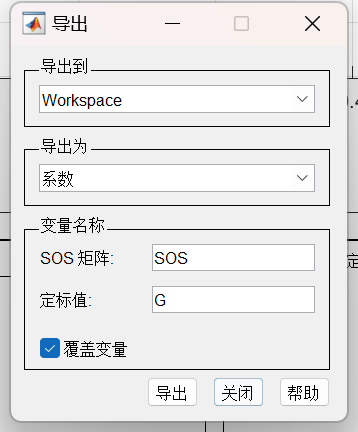 导出
导出到
Workspace
导出为
系数
变量名称
SOS 矩阵: SOS
定标值: G
覆盖变量
导出 关闭 帮助